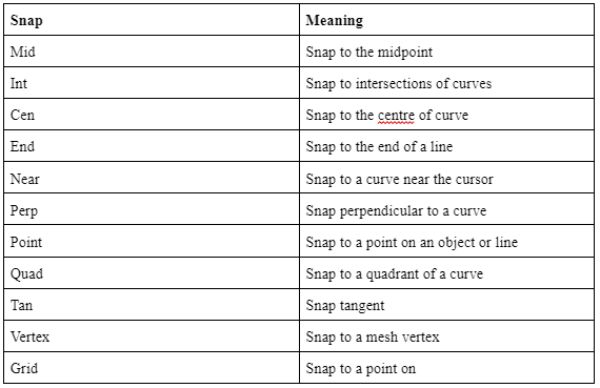 Snap Meaning
Mid Snap to the midpoint
Int Snap to intersections of curves
Cen Snap to the centre of curve
End Snap to the end of a line
Near Snap to a curve near the cursor
Perp Snap perpendicular to a curve
Point Snap to a point on an object or line
Quad Snap to a quadrant of a curve
Tan Snap tangent
Vertex Snap to a mesh vertex
Grid Snap to a point on